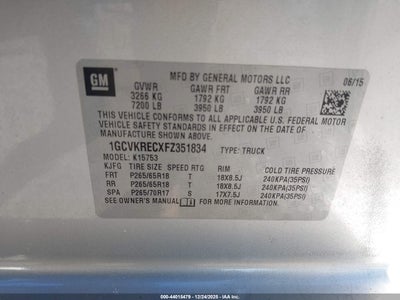 GM
MFD BY GENERAL MOTORS LLC
06/15
GVWR GAWR FRT GAWR RR
3266 KG 1792 KG 1792 KG
7200 LB 3950 LB 3950 LB
THIS VEHICLE CONFORMS TO ALL APPLICABLE U.S. FEDERAL MOTOR
VEHICLE SAFETY AND THEFT PREVENTION STANDARDS IN EFFECT ON THE DATE
OF MANUFACTURE SHOWN ABOVE.
1GCVKRECXFZ351834 TYPE: TRUCK
MODEL: K15753
KJFG TIRE SIZE SPEED RTG RIM COLD TIRE PRESSURE
FRT P265/65R18 T 18X8.5J 240KPA(35PSI)
RR P265/65R18 T 18X8.5J 240KPA(35PSI)
SPA P265/70R17 T 17X7.5J 240KPA(35PSI)
SEE OWNER'S MANUAL FOR MORE INFORMATION.
000-44015479 - 12/24/2025 - IAAI